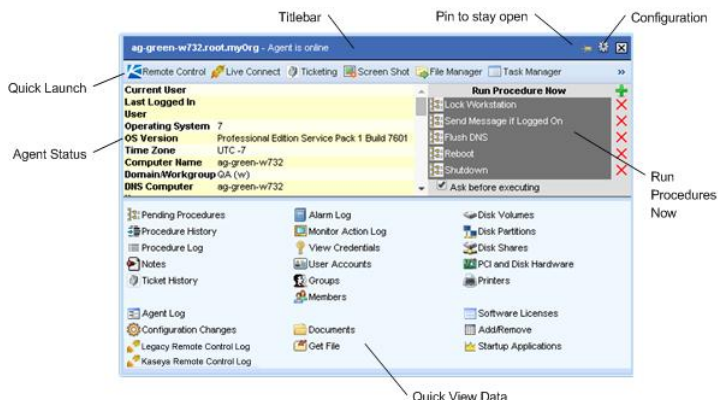 Titlebar
Pin to stay open
Configuration
ag-green-w732.root.myOrg - Agent is online
Quick Launch
Remote Control Live Connect Ticketing Screen Shot File Manager Task Manager »
Agent Status
Current User
Last Logged In
User
Operating System 7
OS Version Professional Edition Service Pack 1 Build 7601
Time Zone UTC -7
Computer Name ag-green-w732
Domain/Workgroup QA (w)
DNS Computer ag-green-w732
Run Procedure Now
Lock Workstation
Send Message if Logged On
Flush DNS
Reboot
Shutdown
Ask before executing
Run
Procedures
Now
Pending Procedures Alarm Log Disk Volumes
Procedure History Monitor Action Log Disk Partitions
Procedure Log View Credentials Disk Shares
Notes User Accounts PCI and Disk Hardware
Ticket History Groups Printers
Members
Agent Log Software Licenses
Configuration Changes Documents Add/Remove
Legacy Remote Control Log Get File Startup Applications
Kaseya Remote Control Log
Quick View Data